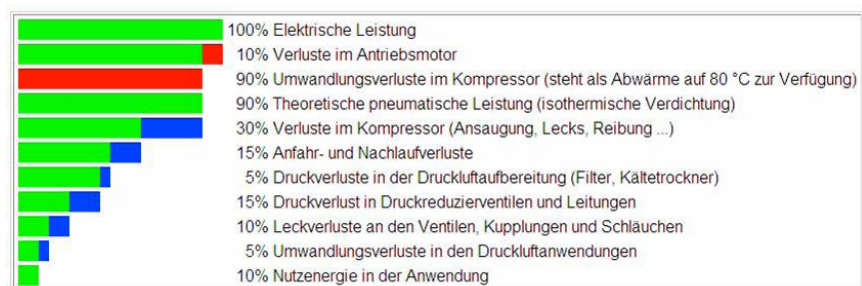 100% Elektrische Leistung
10% Verluste im Antriebsmotor
90% Umwandlungsverluste im Kompressor (steht als Abwärme auf 80 °C zur Verfügung)
90% Theoretische pneumatische Leistung (isothermische Verdichtung)
30% Verluste im Kompressor (Ansaugung, Lecks, Reibung ...)
15% Anfahr- und Nachlaufverluste
5% Druckverluste in der Druckluftaufbereitung (Filter, Kältetrockner)
15% Druckverlust in Druckreduzierventilen und Leitungen
10% Leckverluste an den Ventilen, Kupplungen und Schläuchen
5% Umwandlungsverluste in den Druckluftanwendungen
10% Nutzenergie in der Anwendung